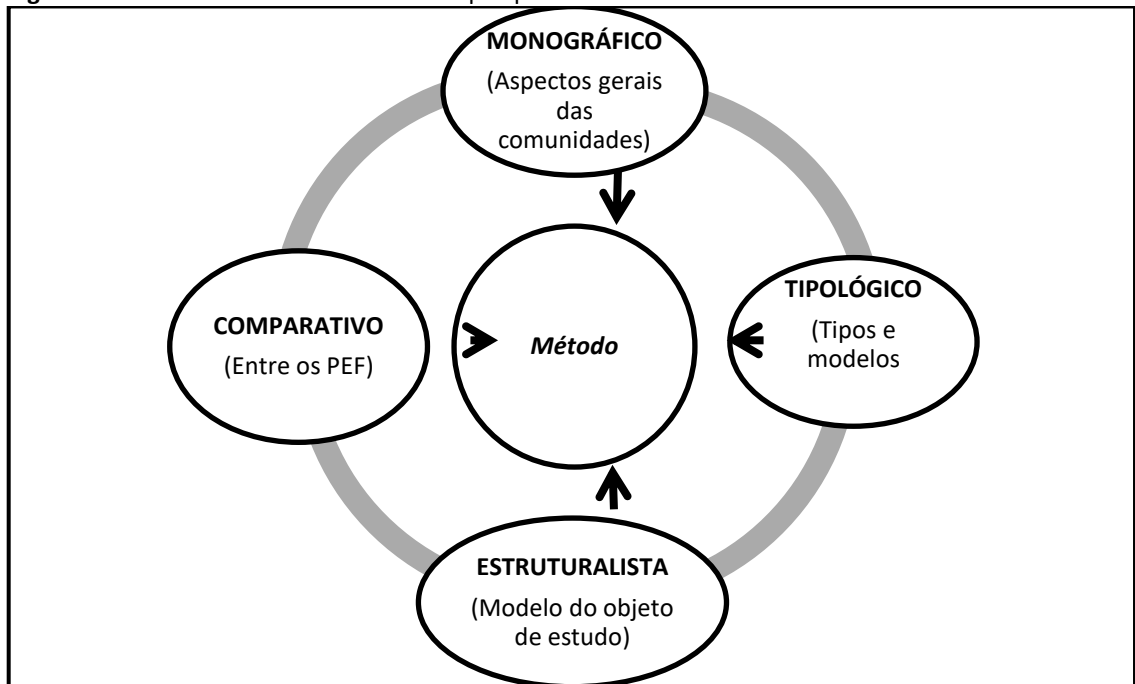 MONOGRÁFICO
(Aspectos gerais
das
comunidades)
TIPOLÓGICO
(Tipos e
modelos
COMPARATIVO
(Entre os PEF)
Método
ESTRUTURALISTA
(Modelo do objeto
de estudo)